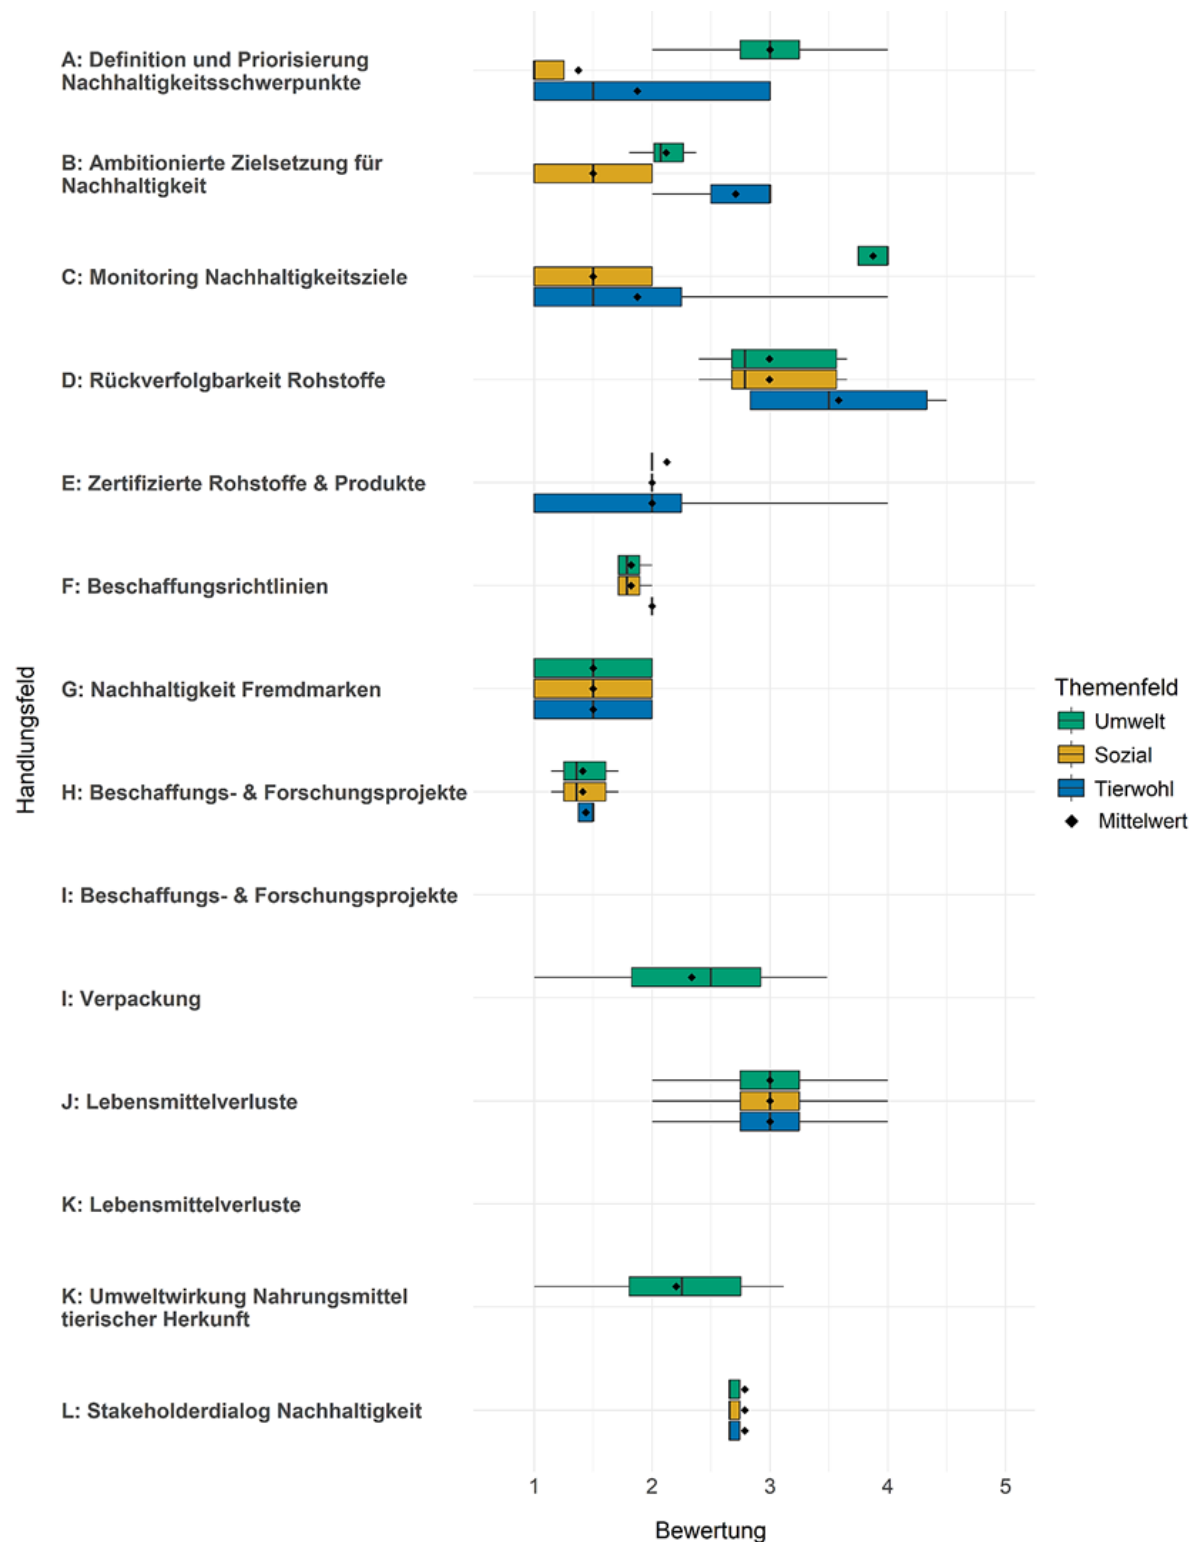 A: Definition und Priorisierung
Nachhaltigkeitsschwerpunkte
B: Ambitionierte Zielsetzung für
Nachhaltigkeit
C: Monitoring Nachhaltigkeitsziele
D: Rückverfolgbarkeit Rohstoffe
E: Zertifizierte Rohstoffe & Produkte
F: Beschaffungsrichtlinien
G: Nachhaltigkeit Fremdmarken
H: Beschaffungs- & Forschungsprojekte
I: Beschaffungs- & Forschungsprojekte
I: Verpackung
J: Lebensmittelverluste
K: Lebensmittelverluste
K: Umweltwirkung Nahrungsmittel
tierischer Herkunft
L: Stakeholderdialog Nachhaltigkeit
Handlungsfeld
1 2 3 4 5
Bewertung
Themenfeld
Umwelt
Sozial
Tierwohl
Mittelwert